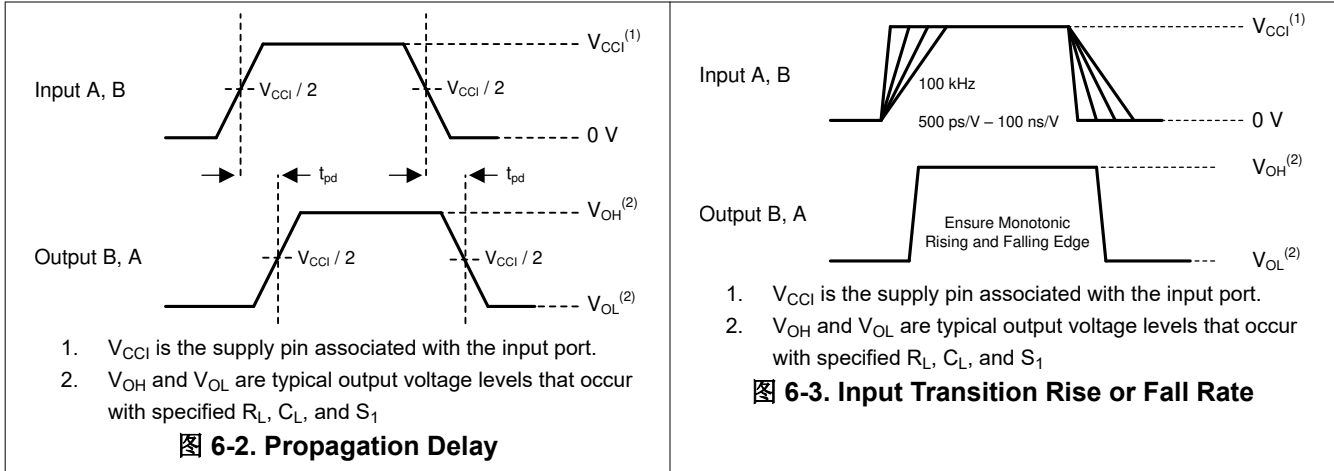 V_CCI(1)
Input A, B
V_CCI / 2
V_CCI / 2
0 V
t_pd
t_pd
V_OH(2)
Output B, A
V_CCI / 2
V_CCI / 2
V_OL(2)
1. V_CCI is the supply pin associated with the input port.
2. V_OH and V_OL are typical output voltage levels that occur
with specified R_L, C_L, and S_1
图 6-2. Propagation Delay
V_CCI(1)
Input A, B
100 kHz
500 ps/V – 100 ns/V
0 V
V_OH(2)
Output B, A
Ensure Monotonic
Rising and Falling Edge
V_OL(2)
1. V_CCI is the supply pin associated with the input port.
2. V_OH and V_OL are typical output voltage levels that occur
with specified R_L, C_L, and S_1
图 6-3. Input Transition Rise or Fall Rate